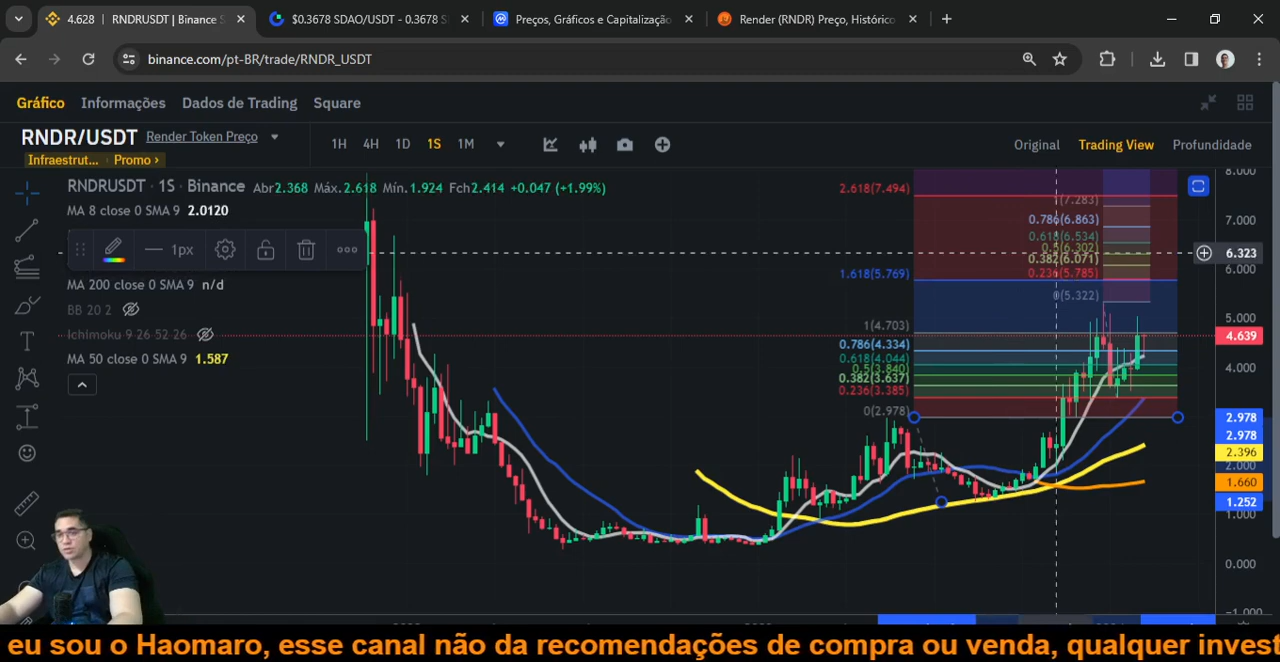 4.628 | RNDRUSDT | Binance S
$0.3678 SDAO/USDT - 0.3678 S
Preços, Gráficos e Capitalização
Render (RNDR) Preço, Histórico
binance.com/pt-BR/trade/RNDR_USDT
Gráfico Informações Dados de Trading Square
RNDR/USDT Render Token Preço
Infraestrut... · Promo ›
1H 4H 1D 1S 1M
Original Trading View Profundidade
RNDRUSDT · 1S · Binance Abr2.368 Máx.2.618 Mín.1.924 Fch2.414 +0.047 (+1.99%)
MA 8 close 0 SMA 9 2.0120
1px
MA 200 close 0 SMA 9 n/d
BB 20 2
Ichimoku 9 26 52 26
MA 50 close 0 SMA 9 1.587
2.618(7.494)
1.618(5.769)
1(4.703)
0.786(4.334)
0.618(4.044)
0.5(3.840)
0.382(3.637)
0.236(3.385)
0(2.978)
1(7.283)
0.786(6.863)
0.618(6.534)
0.5(6.302)
0.382(6.071)
0.236(5.785)
0(5.322)
8.000
7.000
6.323
6.000
5.000
4.639
4.000
2.978
2.978
2.396
2.000
1.660
1.252
1.000
0.000
-1.000
eu sou o Haomaro, esse canal não da recomendações de compra ou venda, qualquer invest